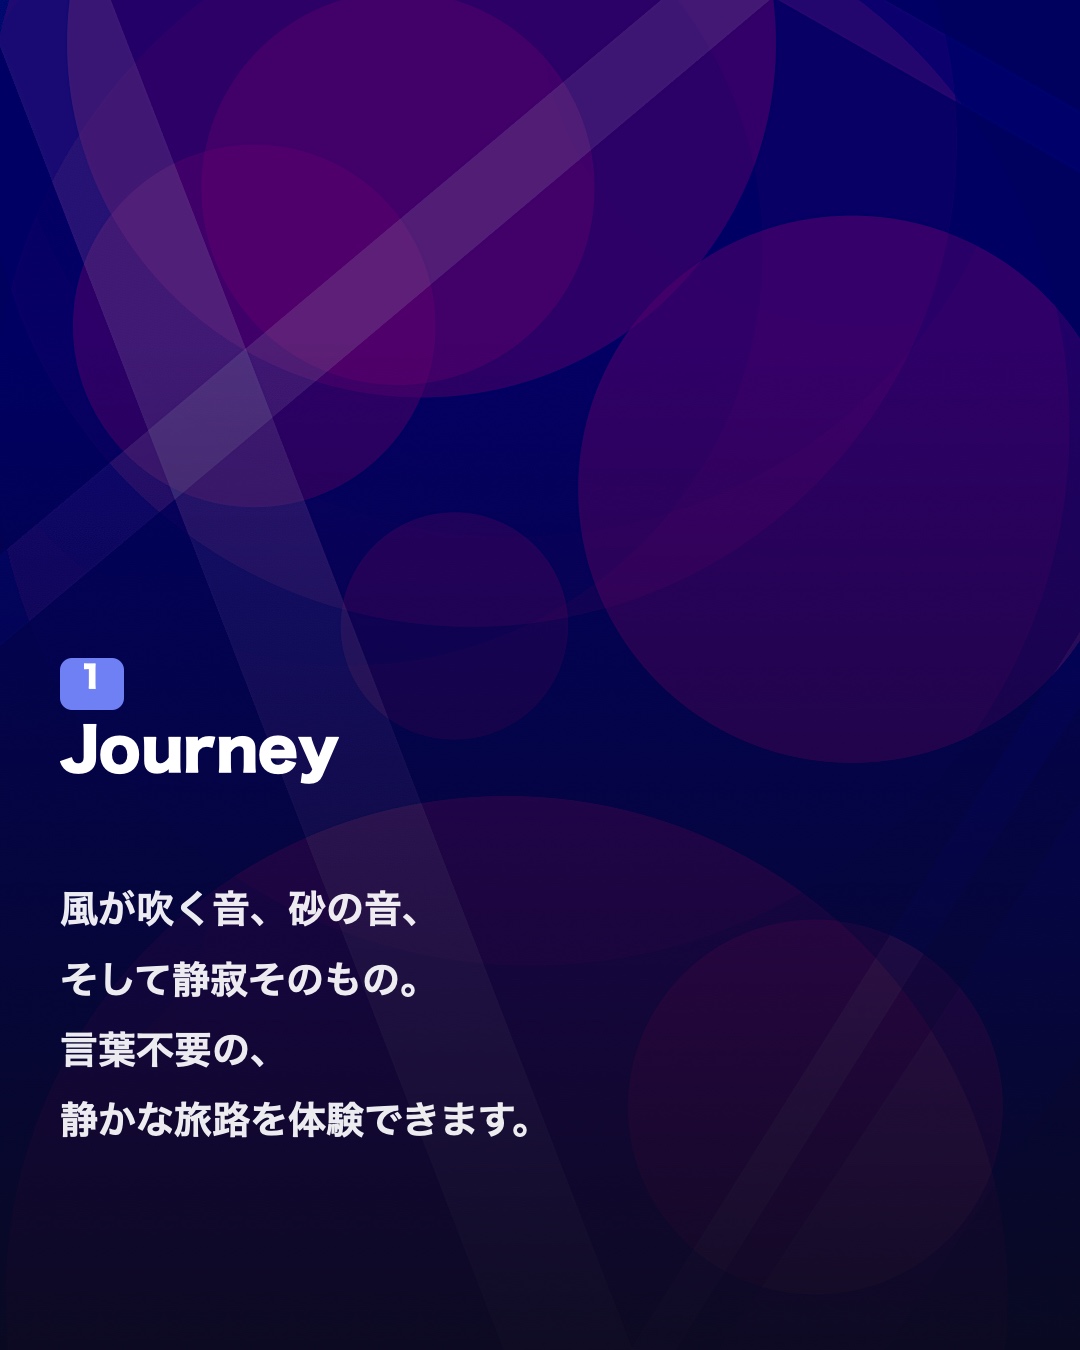 1
Journey
風が吹く音、砂の音、
そして静寂そのもの。
言葉不要の、
静かな旅路を体験できます。